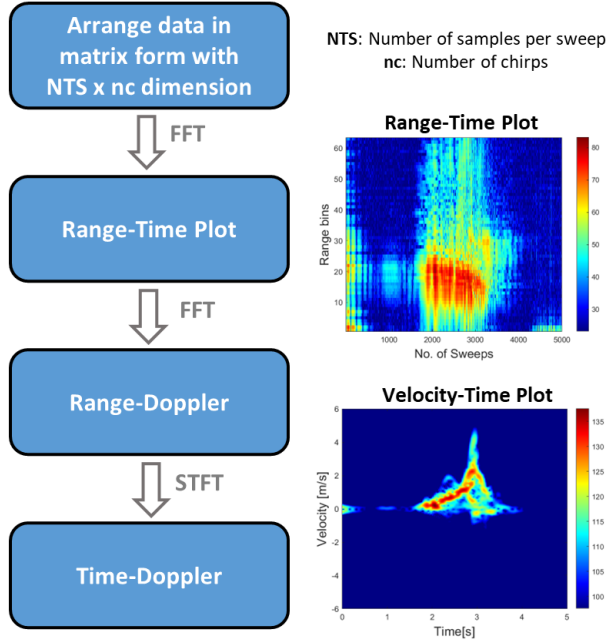 Arrange data in
matrix form with
NTS x nc dimension
FFT
Range-Time Plot
FFT
Range-Doppler
STFT
Time-Doppler
NTS: Number of samples per sweep
nc: Number of chirps
Range-Time Plot
60
50
40
30
20
10
Range bins
1000 2000 3000 4000 5000
No. of Sweeps
80
70
60
50
40
30
Velocity-Time Plot
6
4
2
0
-2
-4
-6
Velocity [m/s]
0 1 2 3 4 5
Time[s]
135
130
125
120
115
110
105
100